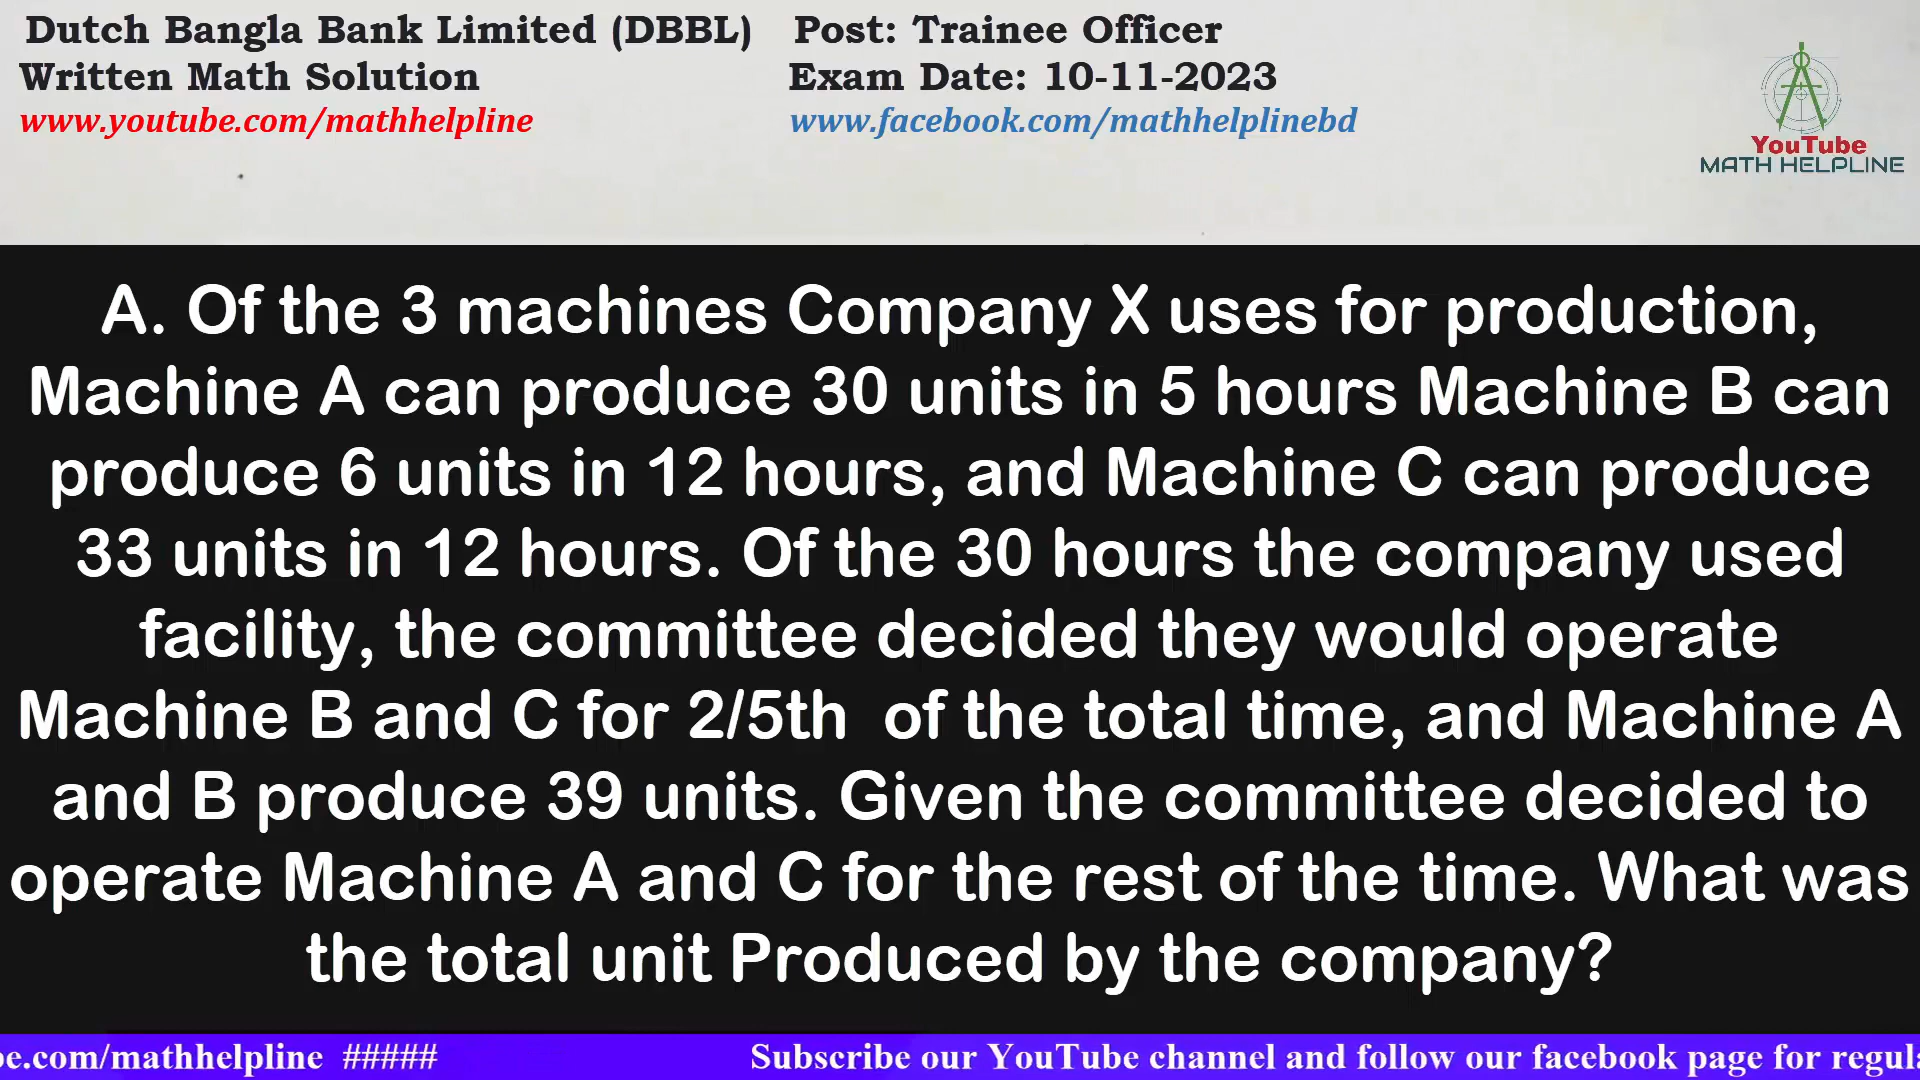 Dutch Bangla Bank Limited (DBBL) Post: Trainee Officer
Written Math Solution Exam Date: 10-11-2023
www.youtube.com/mathhelpline www.facebook.com/mathhelplinebd
YouTube
MATH HELPLINE
A. Of the 3 machines Company X uses for production,
Machine A can produce 30 units in 5 hours Machine B can
produce 6 units in 12 hours, and Machine C can produce
33 units in 12 hours. Of the 30 hours the company used
facility, the committee decided they would operate
Machine B and C for 2/5th of the total time, and Machine A
and B produce 39 units. Given the committee decided to
operate Machine A and C for the rest of the time. What was
the total unit Produced by the company?
be.com/mathhelpline ##### Subscribe our YouTube channel and follow our facebook page for regula